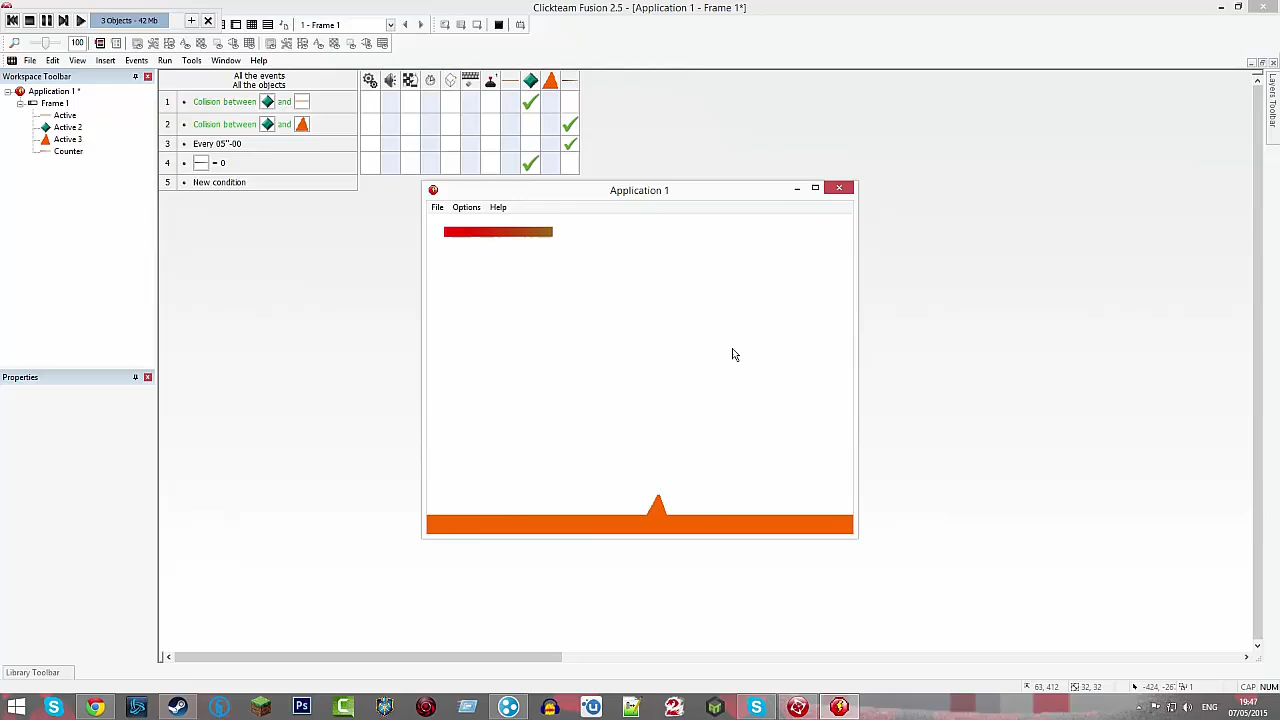 Clickteam Fusion 2.5 - [Application 1 - Frame 1*]
3 Objects - 42 Mb
1 - Frame 1
100
File Edit View Insert Events Run Tools Window Help
Workspace Toolbar
Application 1 *
Frame 1
Active
Active 2
Active 3
Counter
All the events
All the objects
1 • Collision between and
2 • Collision between and
3 • Every 05"-00
4 • = 0
5 • New condition
Application 1
File Options Help
Properties
Layers Toolbar
Library Toolbar
63, 412
32, 32
1
CAP NUM
ENG
19:47
07/05/2015